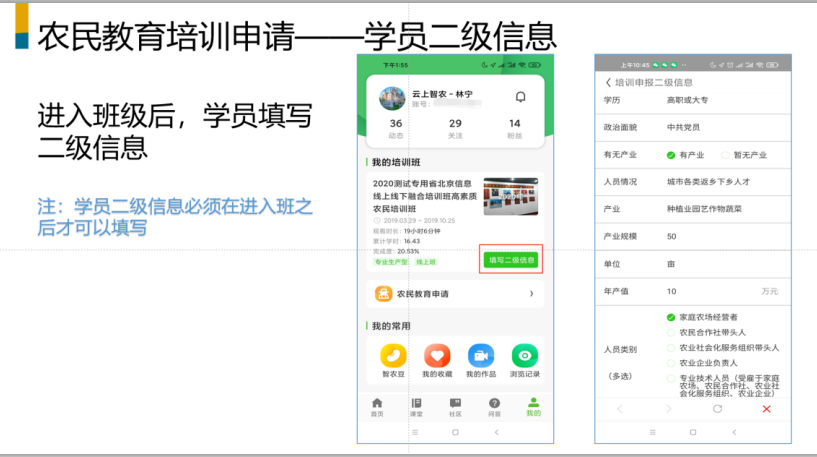 农民教育培训申请——学员二级信息
进入班级后，学员填写
二级信息
注：学员二级信息必须在进入班之
后才可以填写
下午1:55
云上智农 - 林宁
账号：
36
29
14
动态
关注
粉丝
我的培训班
2020测试专用省北京信息
线上线下融合培训班高素质
农民培训班
2019.03.29 ~ 2019.10.25
观看时长：19小时6分钟
累计学时：16.43
完成度：20.53%
专业生产型 线上班
填写二级信息
农民教育申请
我的常用
智农豆
我的收藏
我的作品
浏览记录
首页
课堂
社区
问答
我的
上午10:45
培训申报二级信息
学历 高职或大专
政治面貌 中共党员
有无产业 有产业 暂无产业
人员情况 城市各类返乡下乡人才
产业 种植业园艺作物蔬菜
产业规模 50
单位 亩
年产值 10 万元
人员类别
（多选）
家庭农场经营者
农民合作社带头人
农业社会化服务组织带头人
农业企业负责人
专业技术人员（受雇于家庭
农场、农民合作社、农业社
会化服务组织、农业企业）